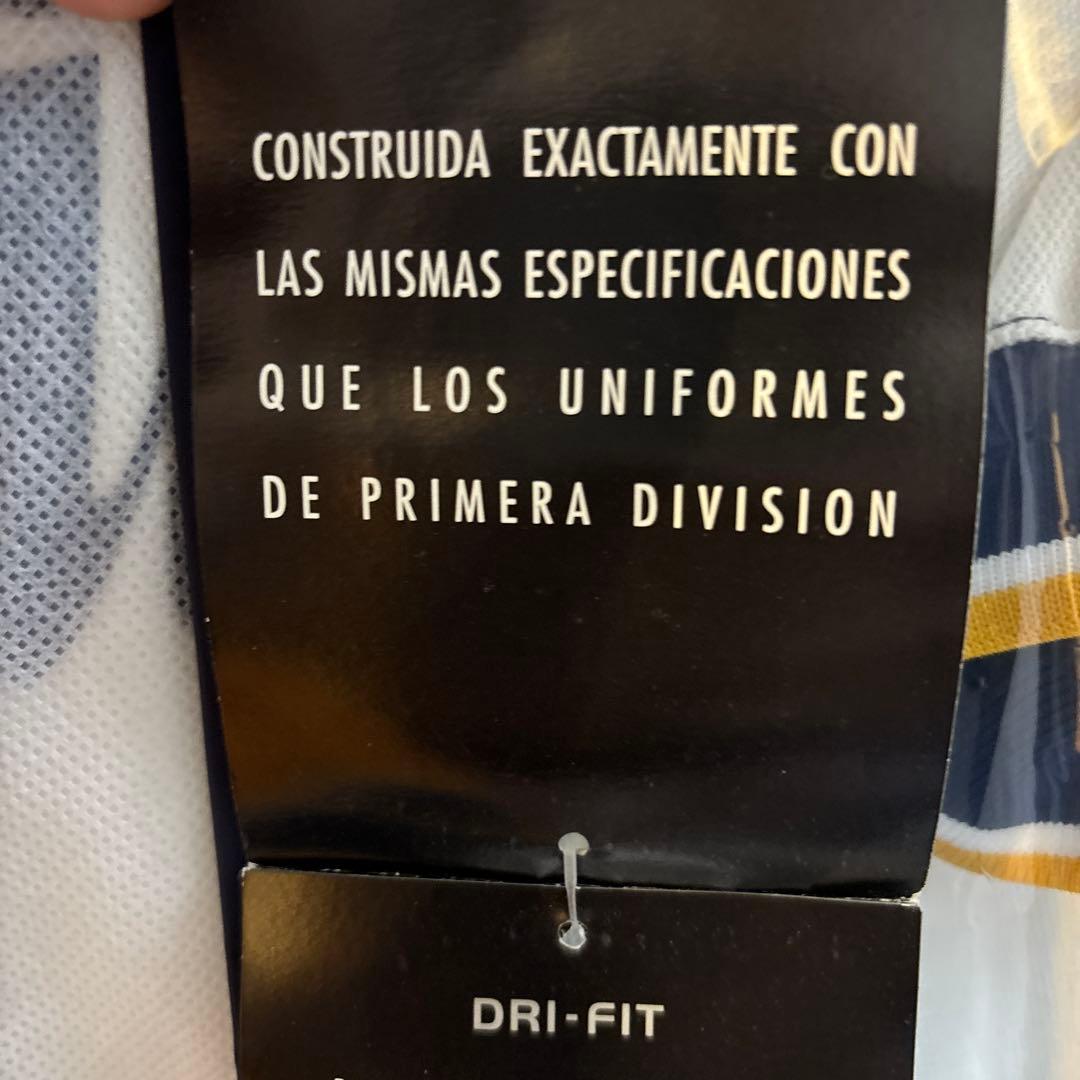 CONSTRUIDA EXACTAMENTE CON
LAS MISMAS ESPECIFICACIONES
QUE LOS UNIFORMES
DE PRIMERA DIVISION
DRI-FIT